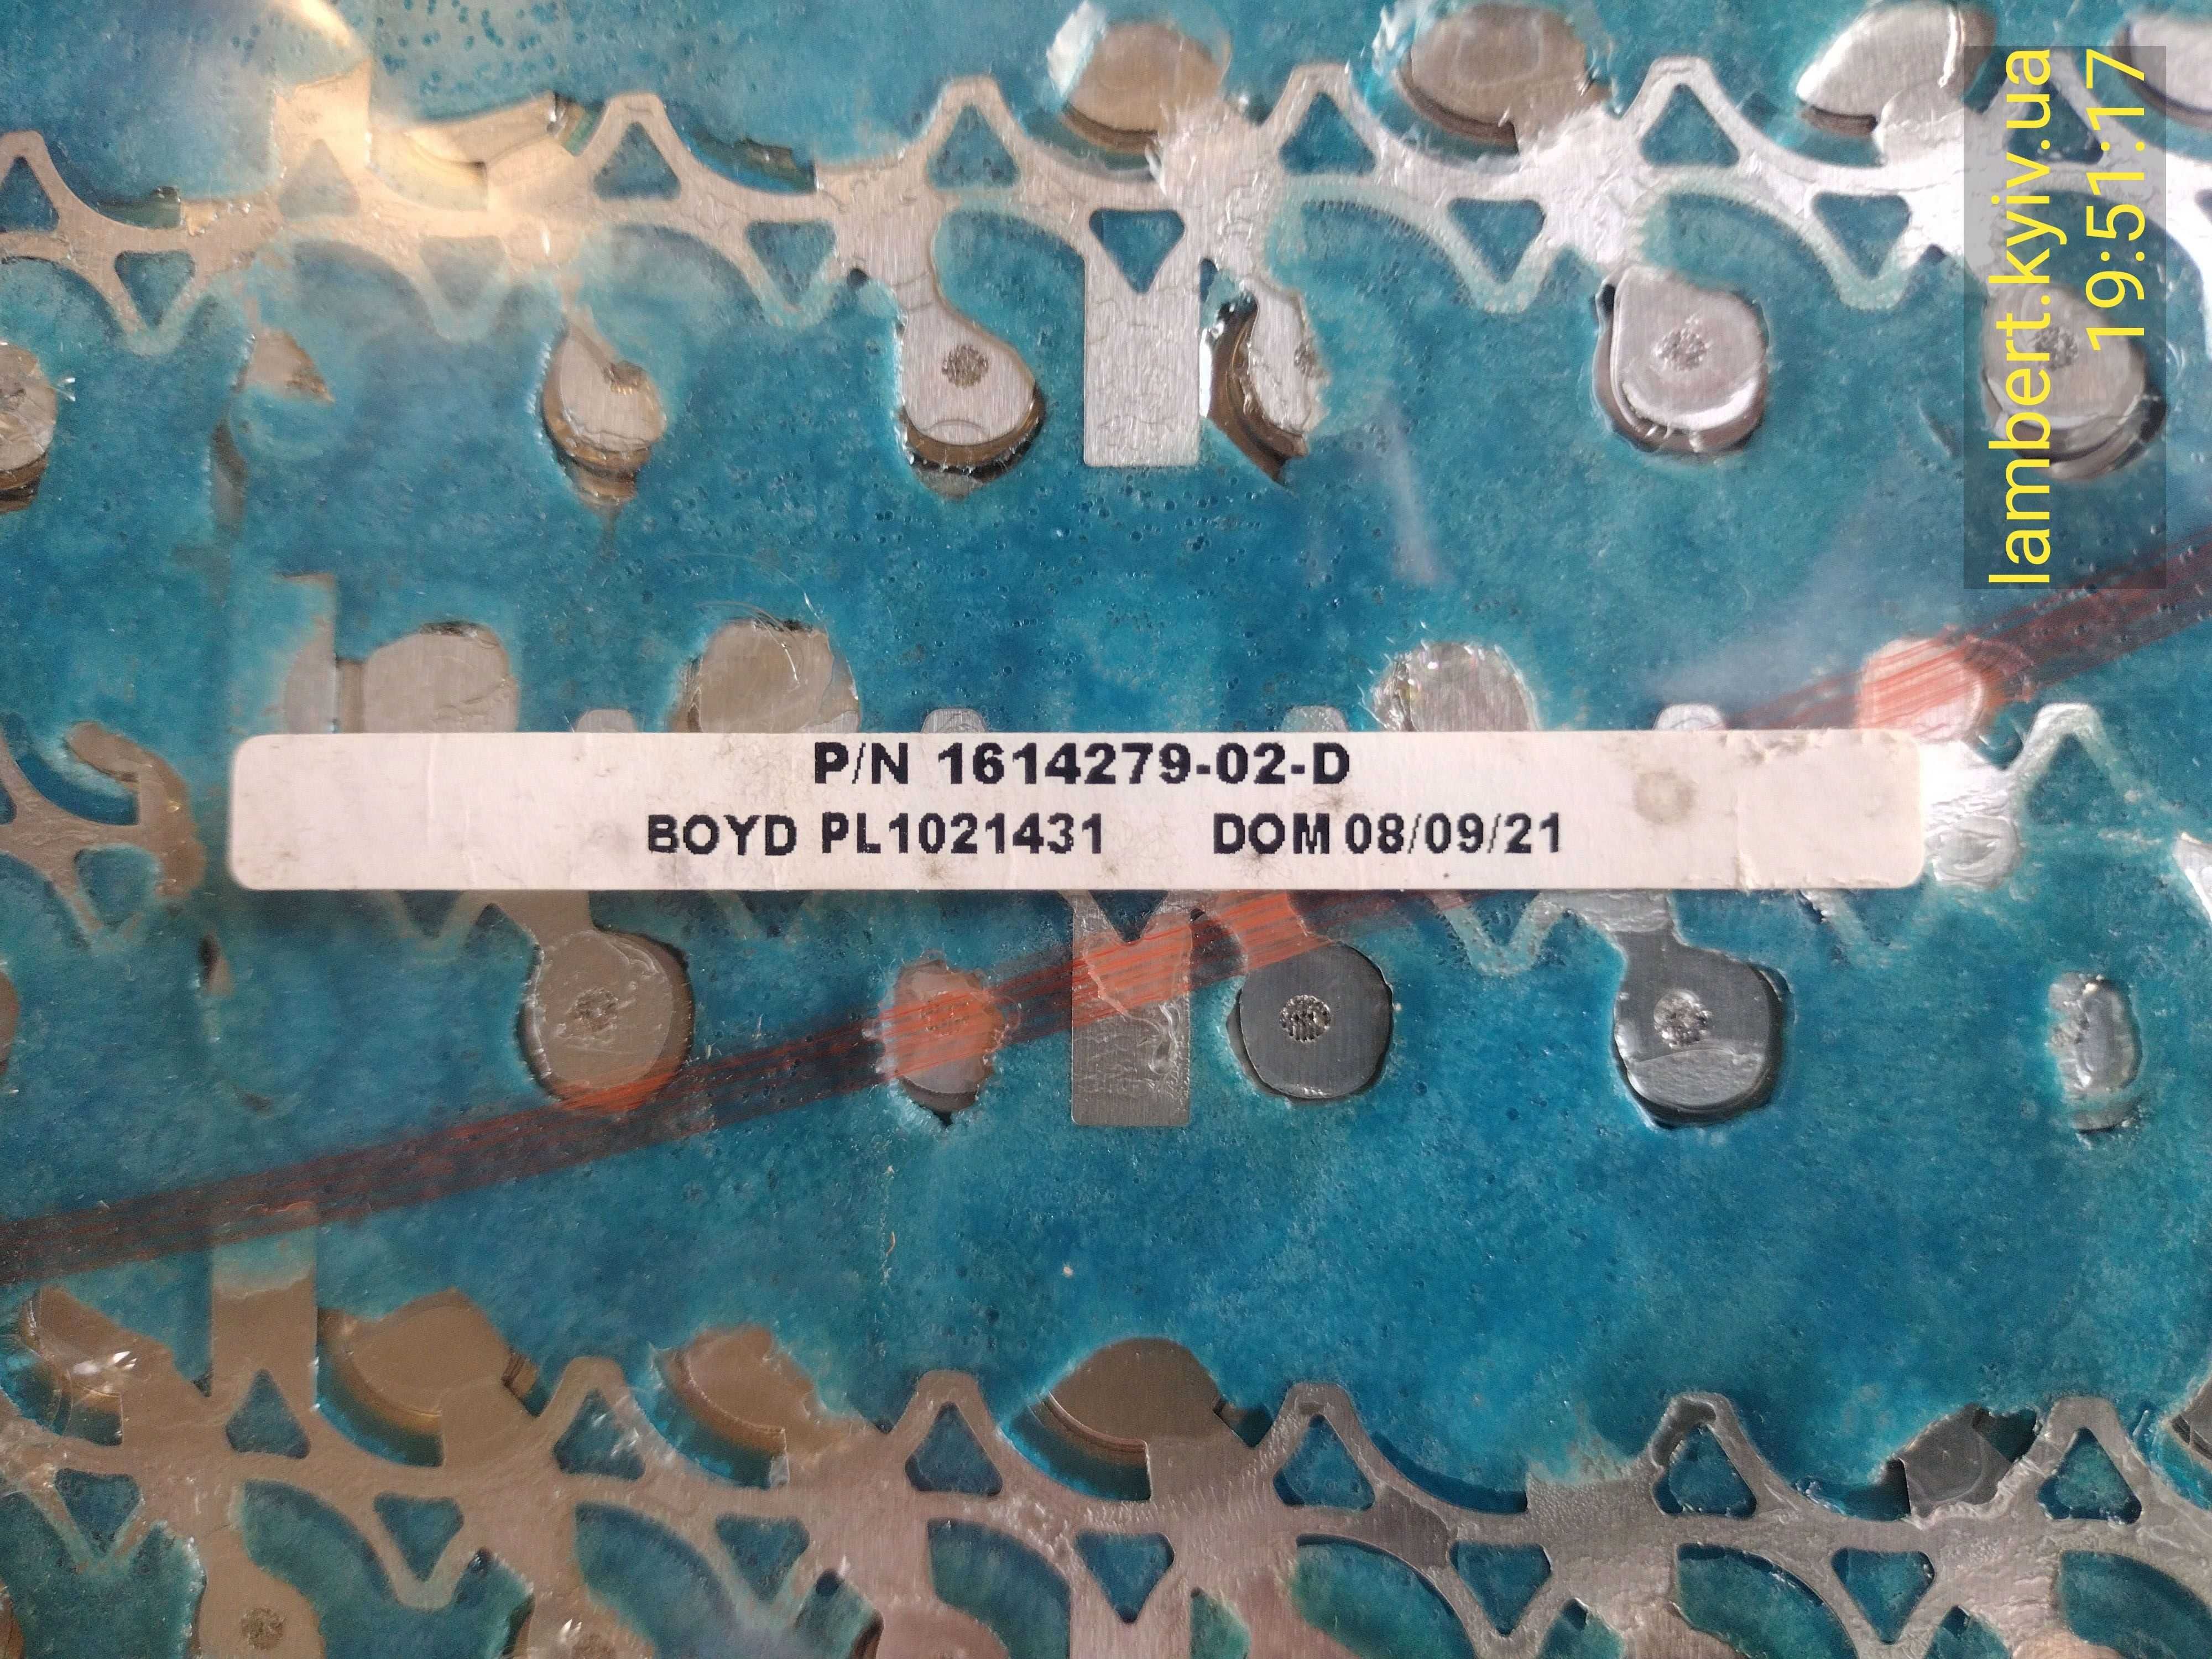 P/N 1614279-02-D
BOYD PL1021431 DOM 08/09/21
lambert.kyiv.ua
19:51:17